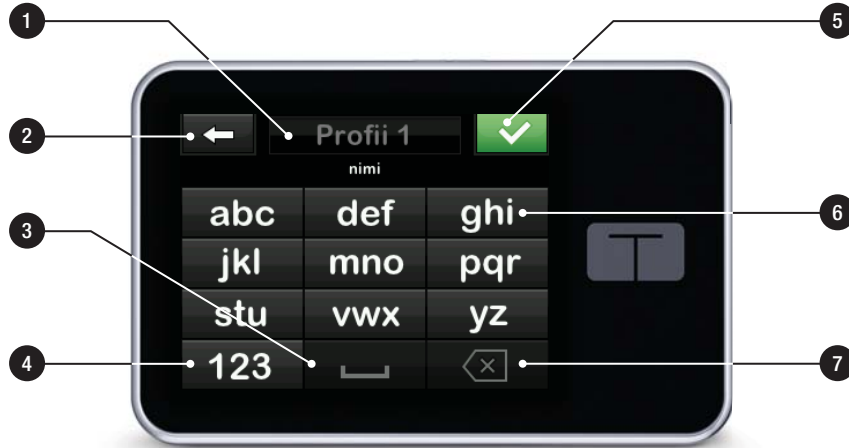 1
5
2
Profii 1
nimi
abc def ghi
6
3
jkl mno pqr
stu vwx yz
4
123
7